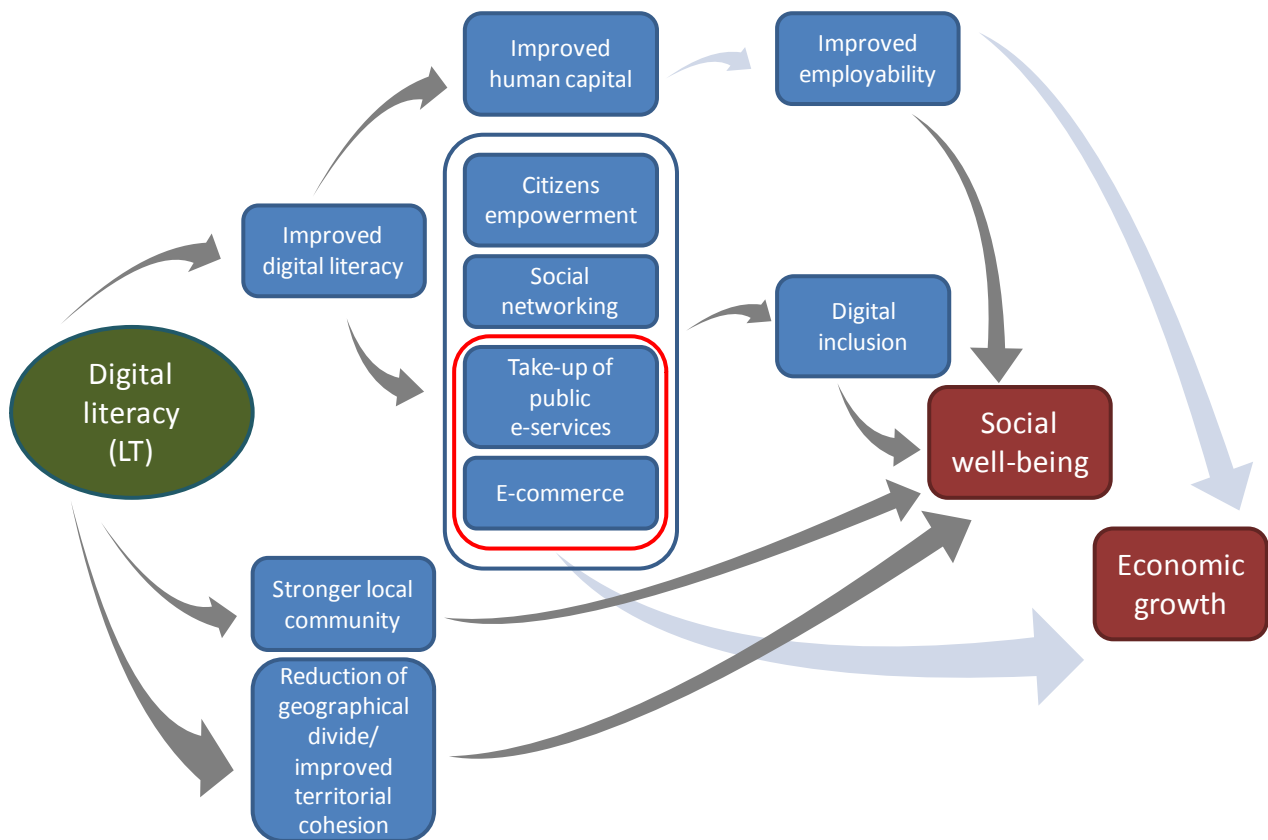 Improved
human capital
Improved
employability
Citizens
empowerment
Improved
digital literacy
Social
networking
Digital
inclusion
Take-up of
public
e-services
Digital
literacy
(LT)
Social
well-being
E-commerce
Economic
growth
Stronger local
community
Reduction of
geographical
divide/
improved
territorial
cohesion